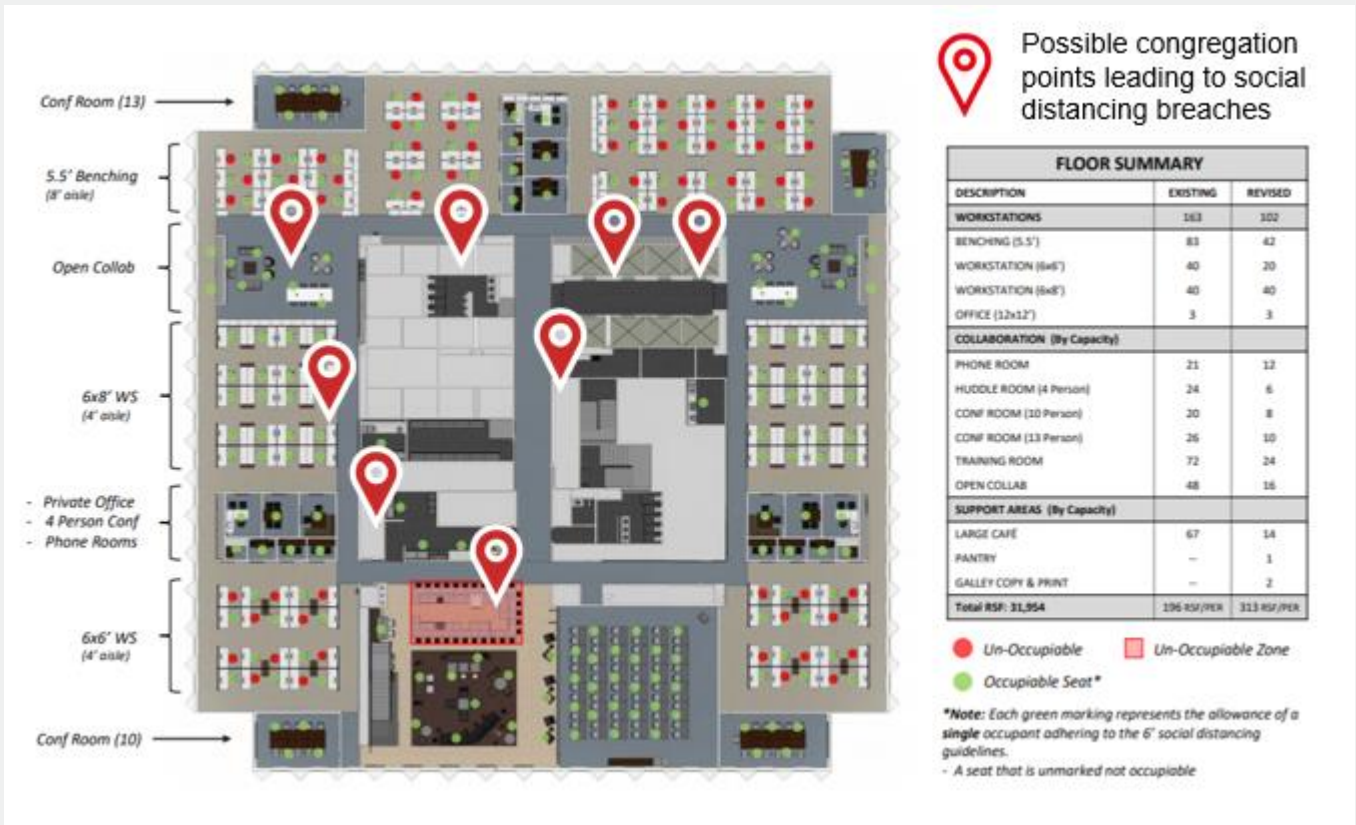 Possible congregation
points leading to social
distancing breaches
Conf Room (13)
5.5' Benching
(8' aisle)
Open Collab
6x8' WS
(4' aisle)
- Private Office
- 4 Person Conf
- Phone Rooms
6x6' WS
(4' aisle)
Conf Room (10)
FLOOR SUMMARY
DESCRIPTION EXISTING REVISED
WORKSTATIONS 163 102
BENCHING (5.5') 83 42
WORKSTATION (6x6') 40 20
WORKSTATION (6x8') 40 40
OFFICE (12x12') 3 3
COLLABORATION (By Capacity)
PHONE ROOM 21 12
HUDDLE ROOM (4 Person) 24 6
CONF ROOM (10 Person) 20 8
CONF ROOM (13 Person) 26 10
TRAINING ROOM 72 24
OPEN COLLAB 48 16
SUPPORT AREAS (By Capacity)
LARGE CAFÉ 67 14
PANTRY -- 1
GALLEY COPY & PRINT -- 2
Total RSF: 31,954 196 RSF/PER 313 RSF/PER
Un-Occupiable Un-Occupiable Zone
Occupiable Seat*
*Note: Each green marking represents the allowance of a
single occupant adhering to the 6' social distancing
guidelines.
- A seat that is unmarked not occupiable